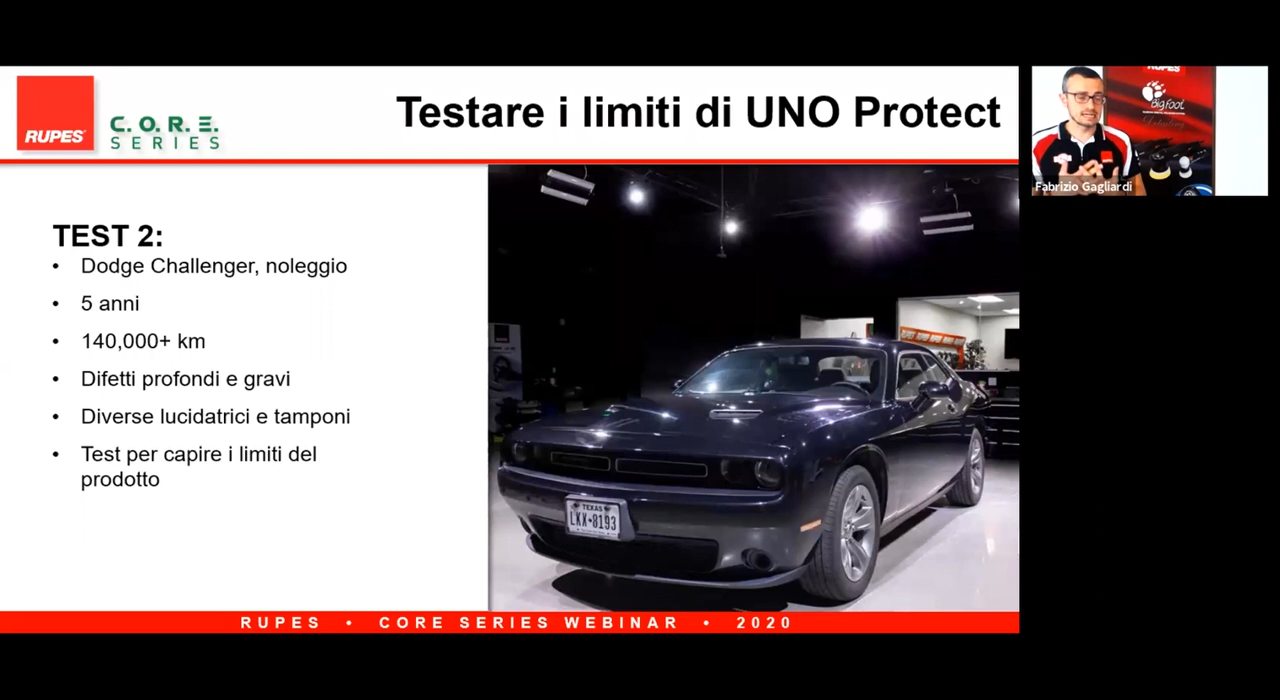 RUPES
C. O. R. E.
SERIES
Testare i limiti di UNO Protect
TEST 2:
• Dodge Challenger, noleggio
• 5 anni
• 140,000+ km
• Difetti profondi e gravi
• Diverse lucidatrici e tamponi
• Test per capire i limiti del
prodotto
TEXAS
LKX•8193
RUPES • CORE SERIES WEBINAR • 2020
RUPES
Bigfoot
Fabrizio Gagliardi